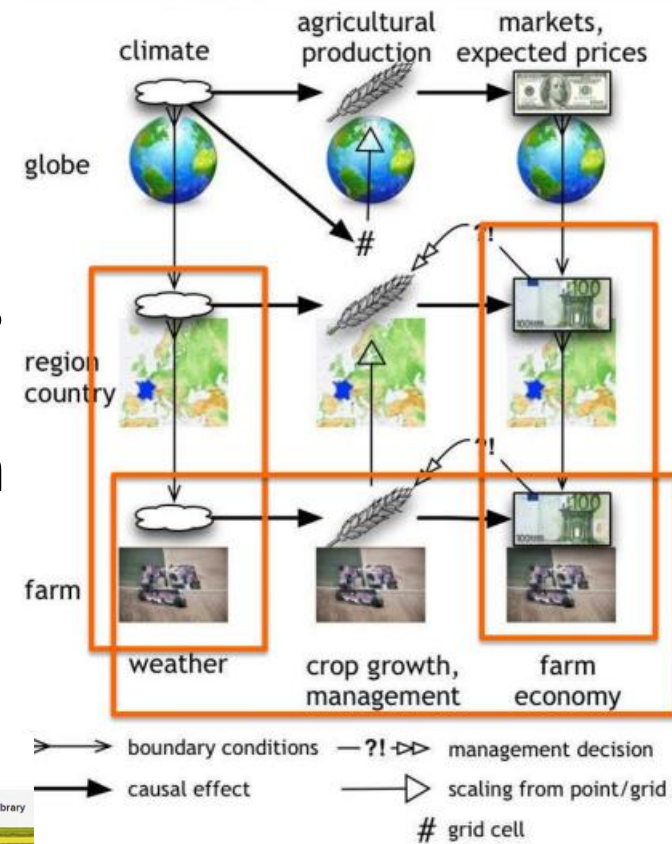 agricultural markets,
climate production expected prices
globe
#
?!
region
country
?!
farm
weather crop growth, farm
management economy
boundary conditions –?!– management decision
causal effect scaling from point/grid
# grid cell
brary